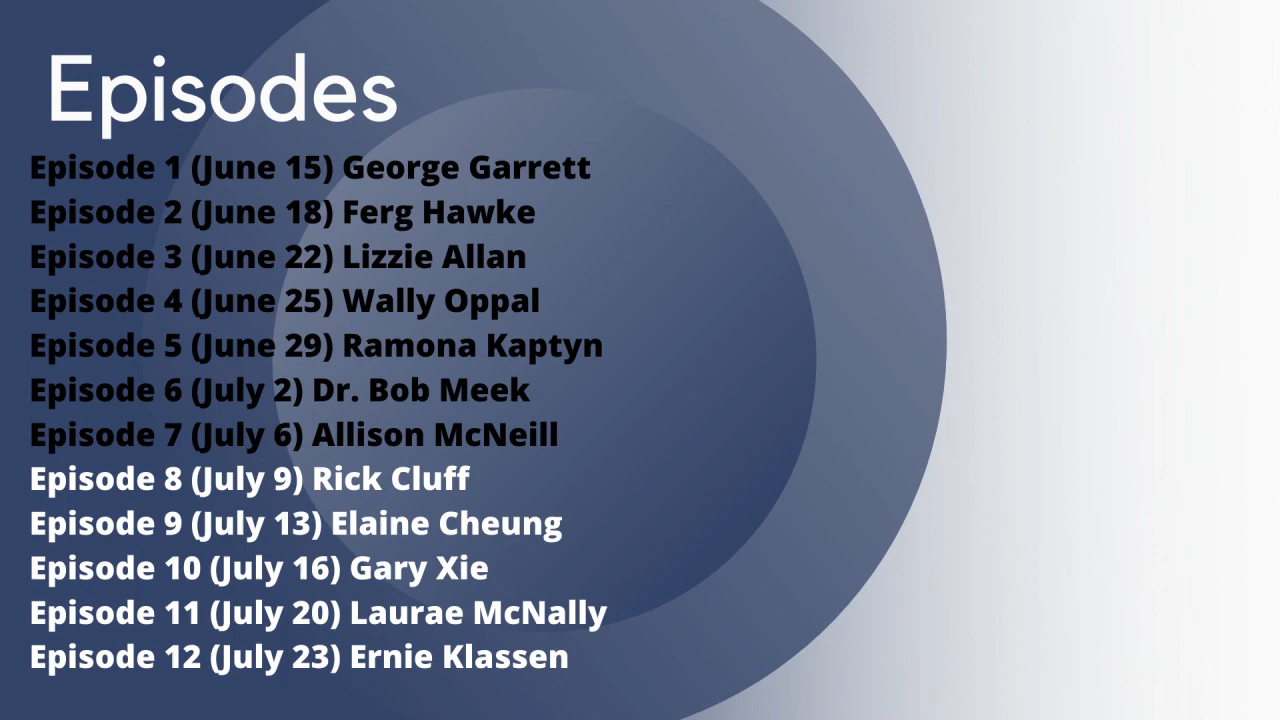 Episodes
Episode 1 (June 15) George Garrett
Episode 2 (June 18) Ferg Hawke
Episode 3 (June 22) Lizzie Allan
Episode 4 (June 25) Wally Oppal
Episode 5 (June 29) Ramona Kaptyn
Episode 6 (July 2) Dr. Bob Meek
Episode 7 (July 6) Allison McNeill
Episode 8 (July 9) Rick Cluff
Episode 9 (July 13) Elaine Cheung
Episode 10 (July 16) Gary Xie
Episode 11 (July 20) Laurae McNally
Episode 12 (July 23) Ernie Klassen